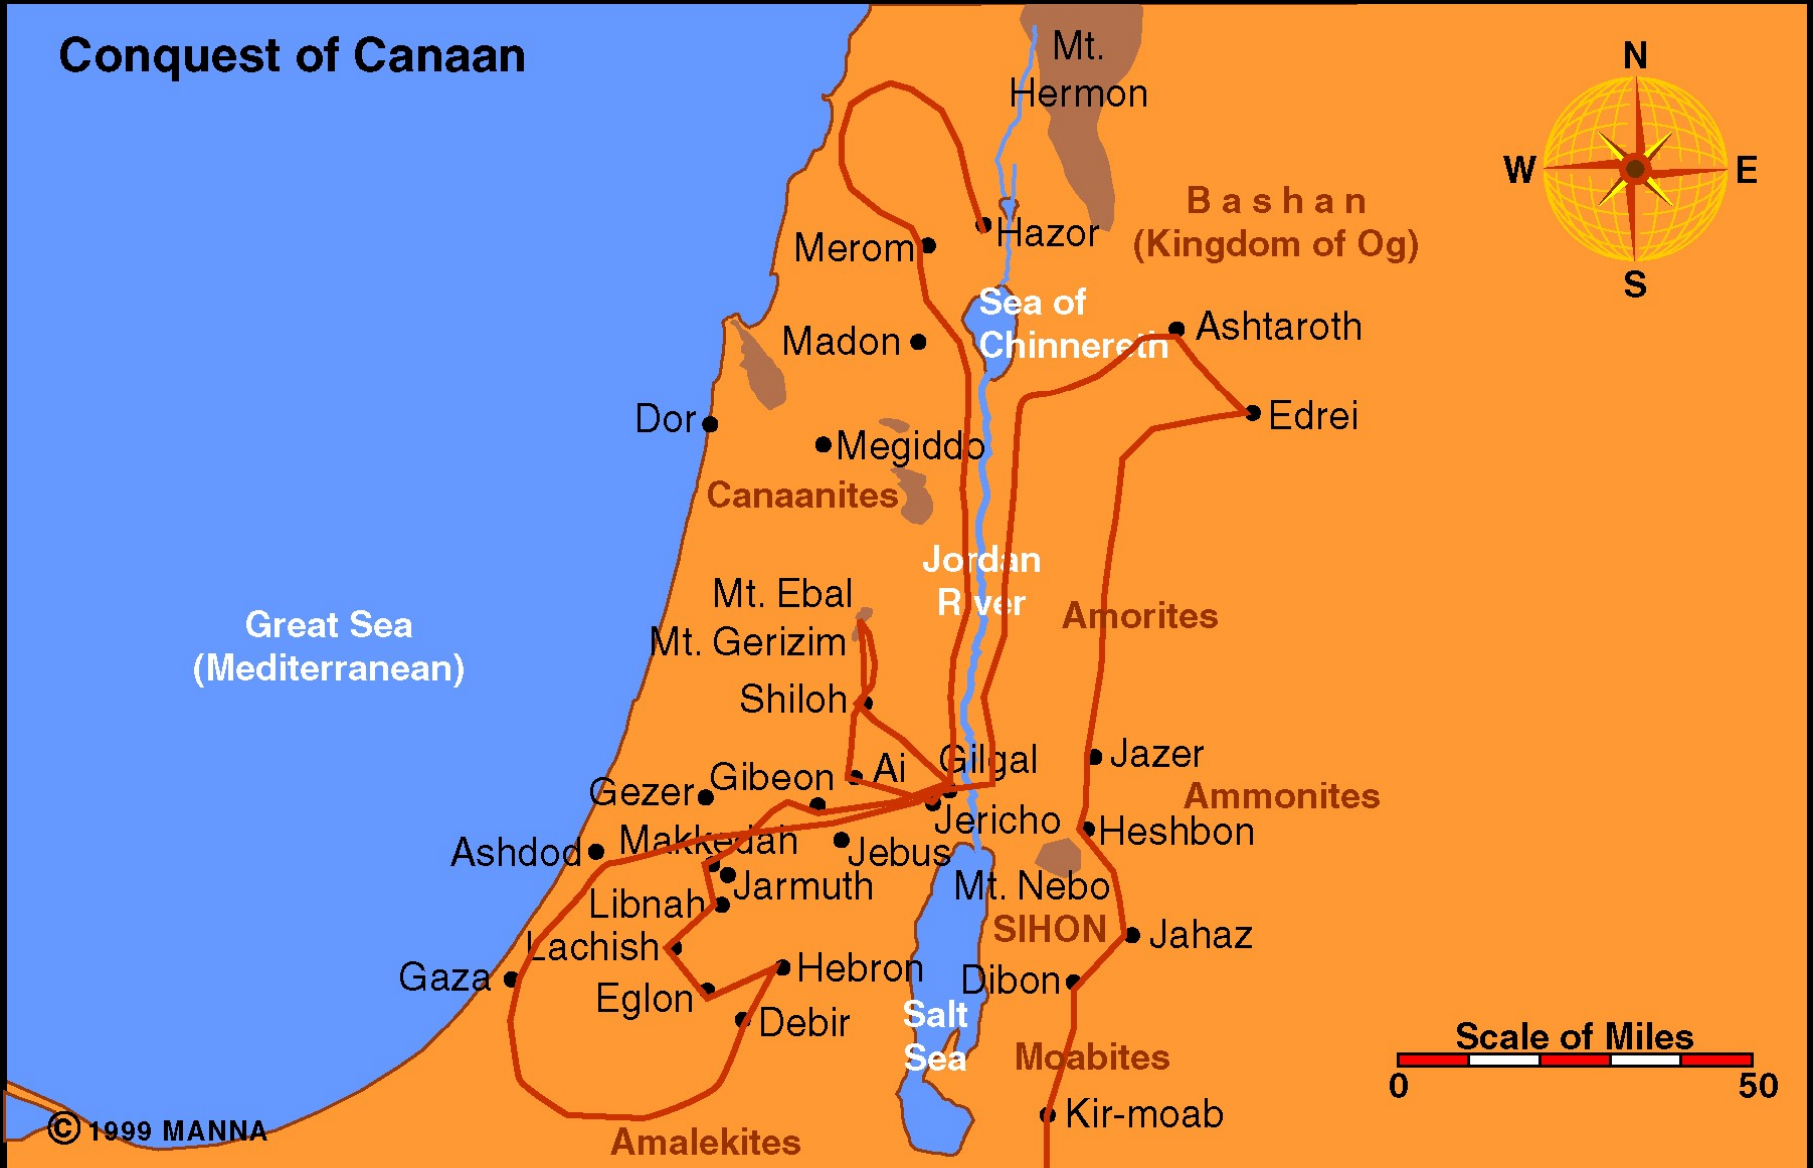 Conquest of Canaan
Mt.
Hermon
N
W
E
S
Bashan
(Kingdom of Og)
Hazor
Merom
Sea of
Chinnereth
Ashtaroth
Madon
Edrei
Dor
Megiddo
Canaanites
Jordan
River
Mt. Ebal
Amorites
Great Sea
(Mediterranean)
Mt. Gerizim
Shiloh
Jazer
Gilgal
Ai
Gibeon
Gezer
Ammonites
Jericho
Heshbon
Makkedah
Ashdod
Jebus
Mt. Nebo
Jarmuth
Libnah
SIHON
Jahaz
Lachish
Hebron
Gaza
Dibon
Eglon
Debir
Salt
Sea
Scale of Miles
0
50
Moabites
Kir-moab
© 1999 MANNA
Amalekites